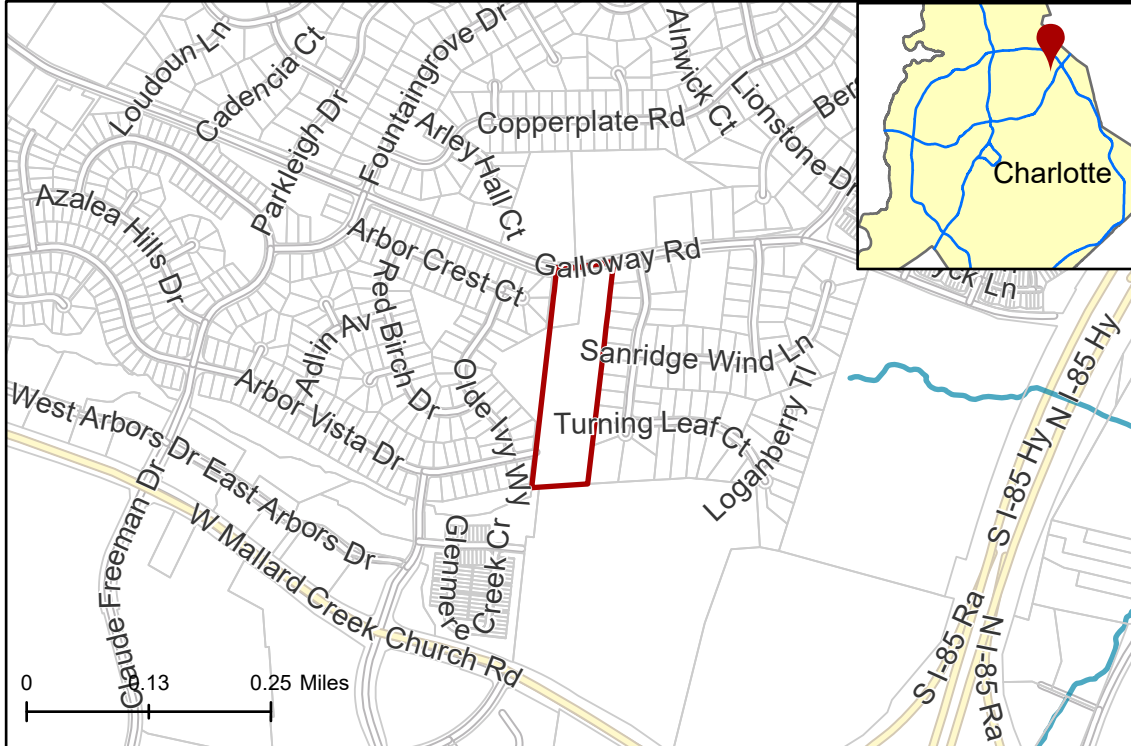 Loudoun Ln
Cadencia Ct
Parkleigh Dr
Fountaingrove Dr
Alnwick Ct
Lionstone Dr
Ber
Copperplate Rd
Arley Hall Ct
Charlotte
Azalea Hills Dr
Arbor Crest Ct
Galloway Rd
yck Ln
Red Birch Dr
Adlin Av
Sanridge Wind Ln
Olde Ivy Wy
Arbor Vista Dr
Turning Leaf Ct
Loganberry Tl
West Arbors Dr
East Arbors Dr
S I-85 Hy
N I-85 Hy
Claude Freeman Dr
W Mallard Creek Church Rd
Glenmere
Creek Cr
S I-85 Ra
N I-85 Ra
0 0.13 0.25 Miles